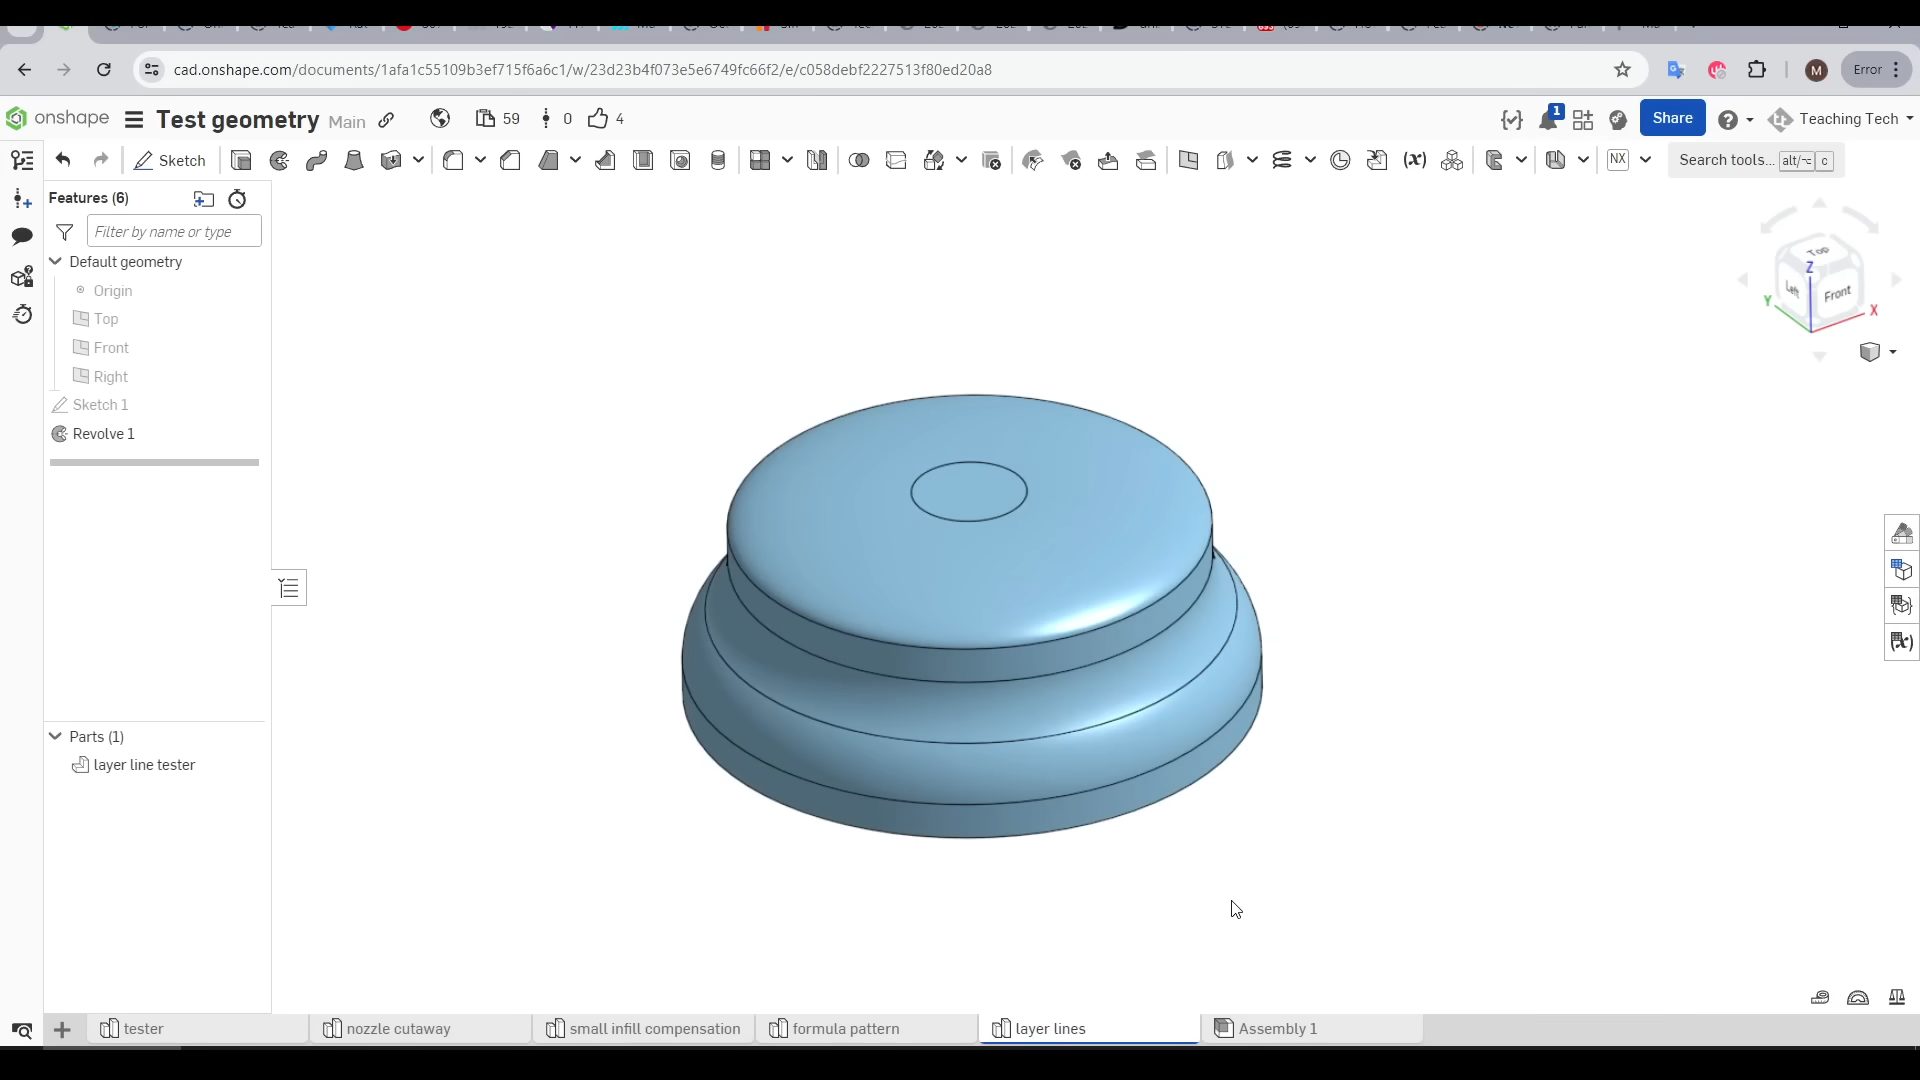 cad.onshape.com/documents/1afa1c55109b3ef715f6a6c1/w/23d23b4f073e5e6749fc66f2/e/c058debf2227513f80ed20a8
M
Error
onshape
Test geometry
Main
59
0
4
1
Share
Teaching Tech
Sketch
(x)
NX
Search tools... alt/⌥ c
Features (6)
Filter by name or type
Default geometry
Origin
Top
Front
Right
Sketch 1
Revolve 1
Top
Left
Front
Z
Y
X
(x)
Parts (1)
layer line tester
tester
nozzle cutaway
small infill compensation
formula pattern
layer lines
Assembly 1